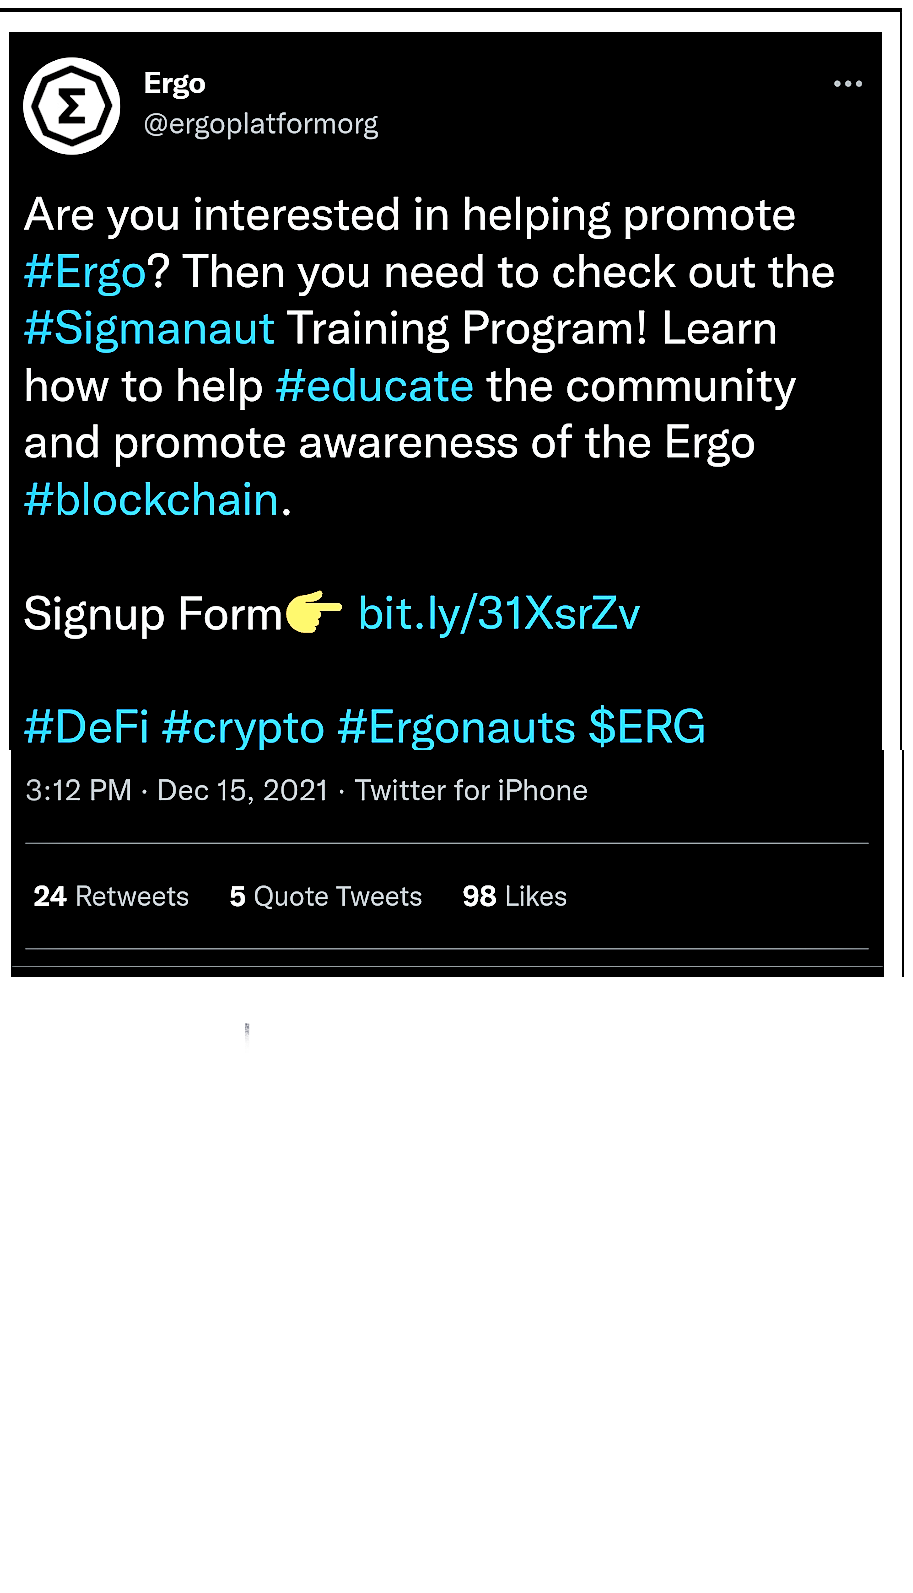 Ergo
@ergoplatformorg
Are you interested in helping promote
#Ergo? Then you need to check out the
#Sigmanaut Training Program! Learn
how to help #educate the community
and promote awareness of the Ergo
#blockchain.
Signup Form👉 bit.ly/31XsrZv
#DeFi #crypto #Ergonauts $ERG
3:12 PM · Dec 15, 2021 · Twitter for iPhone
24 Retweets 5 Quote Tweets 98 Likes